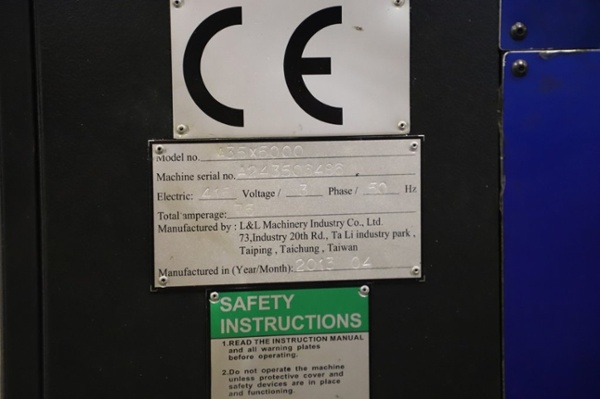 CE
Model no.
Machine serial no.
Electric: 415 Voltage / 3 Phase / 50 Hz
Total amperage:
Manufactured by : L&L Machinery Industry Co., Ltd.
73,Industry 20th Rd., Ta Li industry park ,
Taiping , Taichung , Taiwan
Manufactured in (Year/Month): 2013 04
SAFETY
INSTRUCTIONS
1.READ THE INSTRUCTION MANUAL
and all warning plates
before operating.
2.Do not operate the machine
unless protective cover and
safety devices are in place
and functioning.